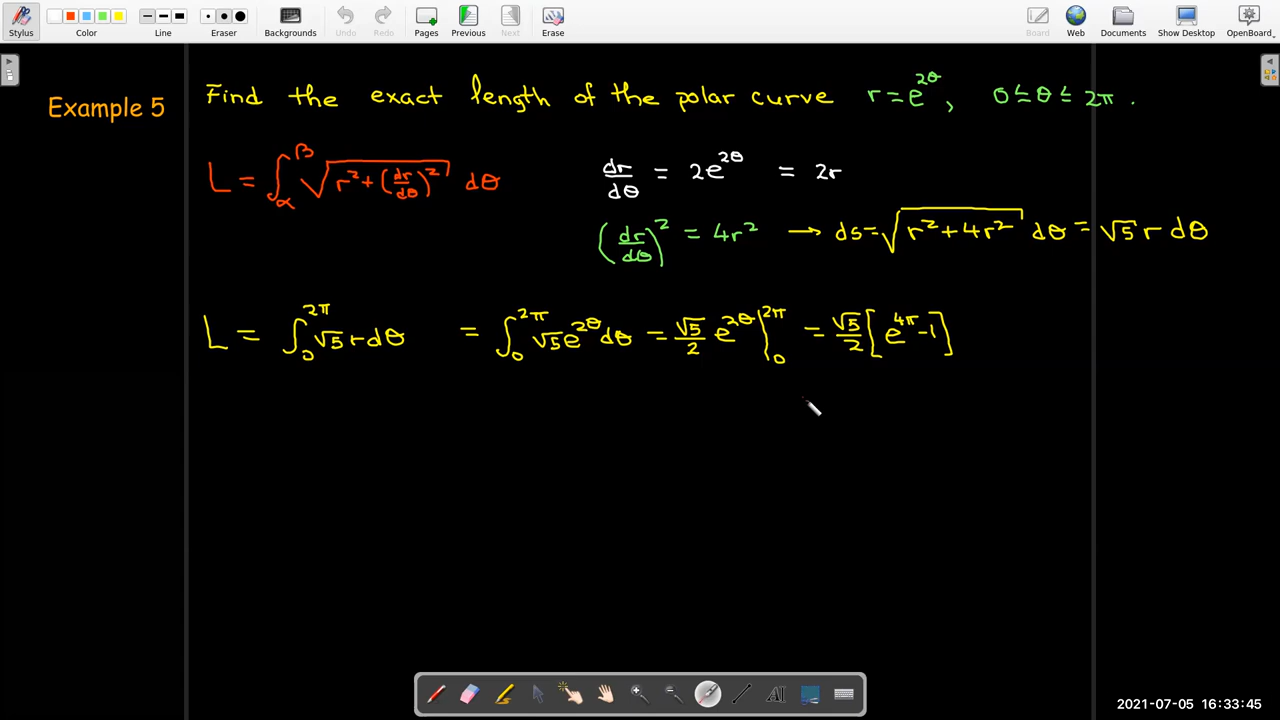 Stylus Color Line Eraser Backgrounds Undo Redo Pages Previous Next Erase Board Web Documents Show Desktop OpenBoard
Example 5
Find the exact length of the polar curve r = e^{2θ}, 0 ≤ θ ≤ 2π.
L = ∫_α^β √(r² + (dr/dθ)²) dθ
dr/dθ = 2e^{2θ} = 2r
(dr/dθ)² = 4r² → ds = √(r² + 4r²) dθ = √5 r dθ
L = ∫_0^{2π} √5 r dθ = ∫_0^{2π} √5 e^{2θ} dθ = √5/2 e^{2θ} |_0^{2π} = √5/2 [e^{4π} - 1]
AI
2021-07-05 16:33:45